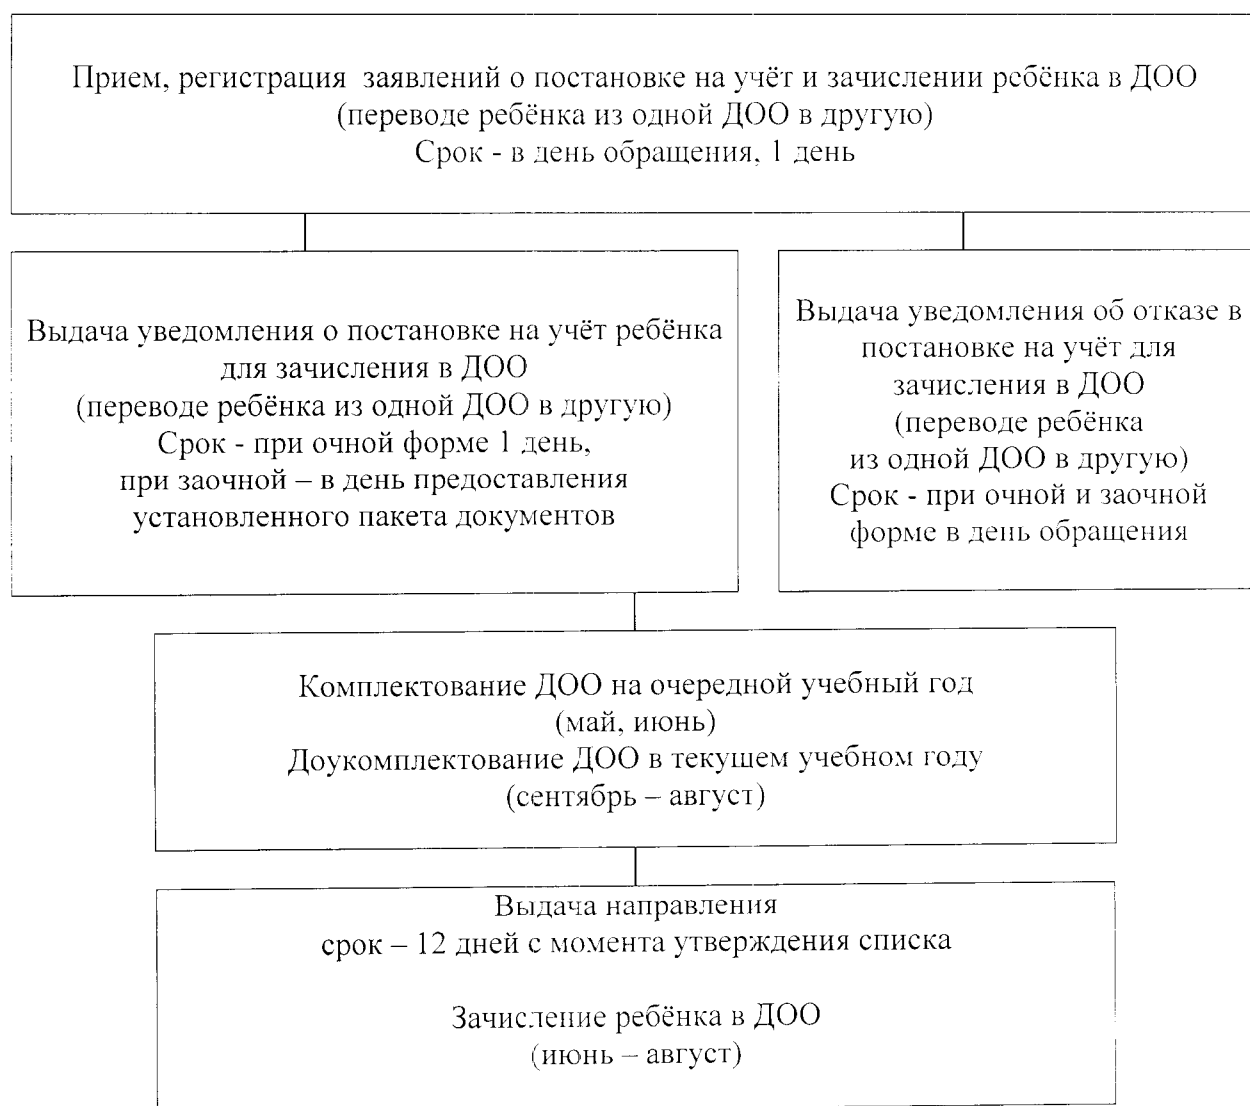 Прием, регистрация заявлений о постановке на учёт и зачислении ребёнка в ДОО
(переводе ребёнка из одной ДОО в другую)
Срок - в день обращения, 1 день
Выдача уведомления о постановке на учёт ребёнка
для зачисления в ДОО
(переводе ребёнка из одной ДОО в другую)
Срок - при очной форме 1 день,
при заочной – в день предоставления
установленного пакета документов
Выдача уведомления об отказе в
постановке на учёт для
зачисления в ДОО
(переводе ребёнка
из одной ДОО в другую)
Срок - при очной и заочной
форме в день обращения
Комплектование ДОО на очередной учебный год
(май, июнь)
Доукомплектование ДОО в текущем учебном году
(сентябрь – август)
Выдача направления
срок – 12 дней с момента утверждения списка
Зачисление ребёнка в ДОО
(июнь – август)